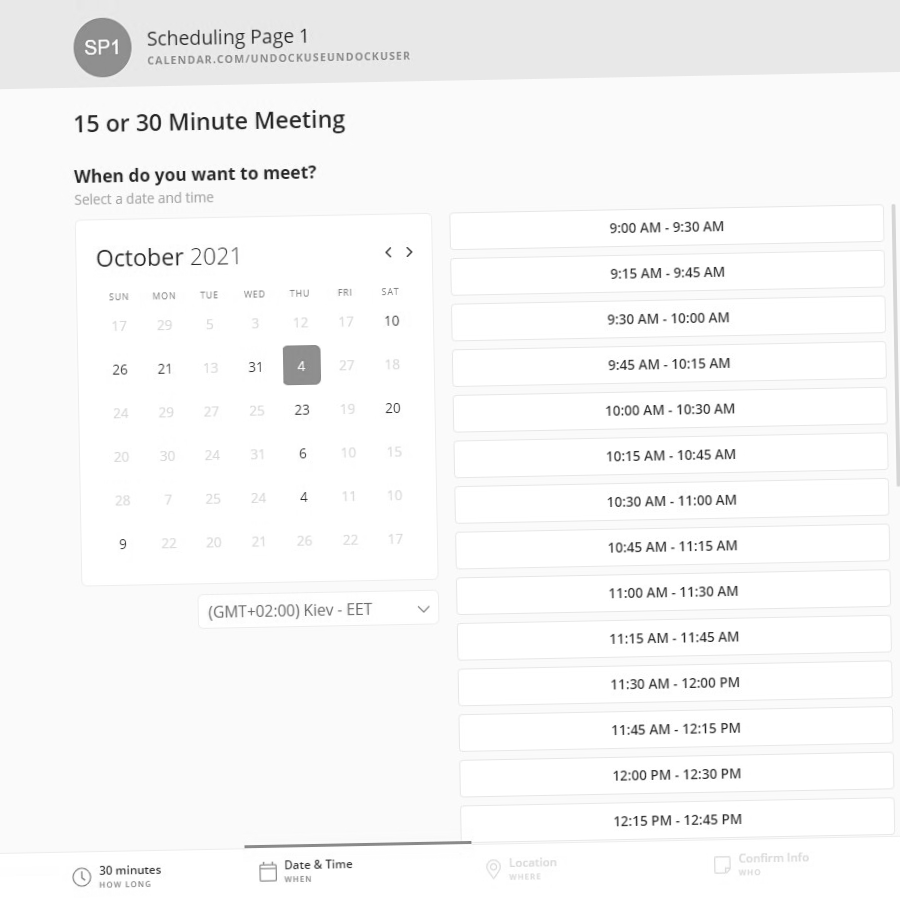 SP1
Scheduling Page 1
CALENDAR.COM/UNDOCKUSEUNDOCKUSER
15 or 30 Minute Meeting
When do you want to meet?
Select a date and time
October 2021
SUN MON TUE WED THU FRI SAT
17 29 5 3 12 17 10
26 21 13 31 4 27 18
24 29 27 25 23 19 20
20 30 24 31 6 10 15
28 7 25 24 4 11 10
9 22 20 21 26 22 17
(GMT+02:00) Kiev - EET
9:00 AM - 9:30 AM
9:15 AM - 9:45 AM
9:30 AM - 10:00 AM
9:45 AM - 10:15 AM
10:00 AM - 10:30 AM
10:15 AM - 10:45 AM
10:30 AM - 11:00 AM
10:45 AM - 11:15 AM
11:00 AM - 11:30 AM
11:15 AM - 11:45 AM
11:30 AM - 12:00 PM
11:45 AM - 12:15 PM
12:00 PM - 12:30 PM
12:15 PM - 12:45 PM
30 minutes
HOW LONG
Date & Time
WHEN
Location
WHERE
Confirm Info
WHO